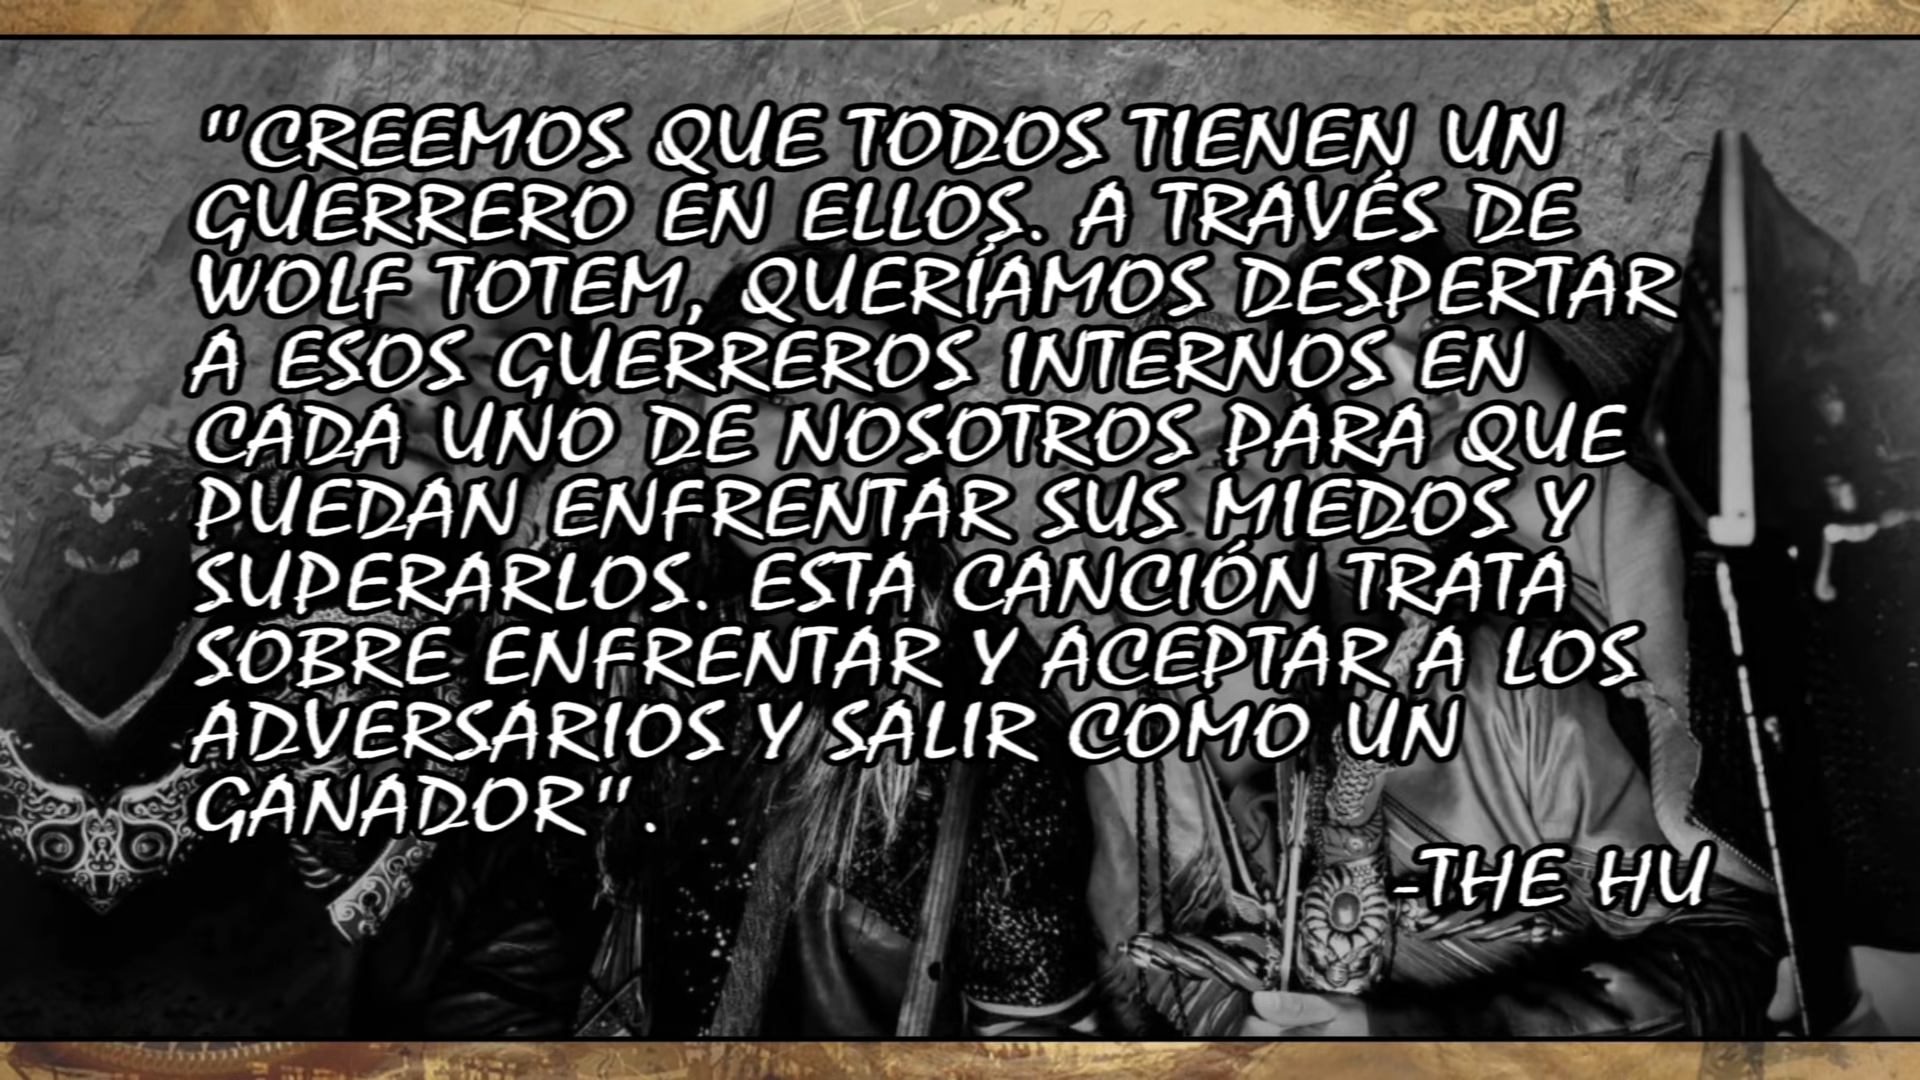 "CREEMOS QUE TODOS TIENEN UN
GUERRERO EN ELLOS. A TRAVÉS DE
WOLF TOTEM, QUERÍAMOS DESPERTAR
A ESOS GUERREROS INTERNOS EN
CADA UNO DE NOSOTROS PARA QUE
PUEDAN ENFRENTAR SUS MIEDOS Y
SUPERARLOS. ESTA CANCIÓN TRATA
SOBRE ENFRENTAR Y ACEPTAR A LOS
ADVERSARIOS Y SALIR COMO UN
GANADOR".
-THE HU